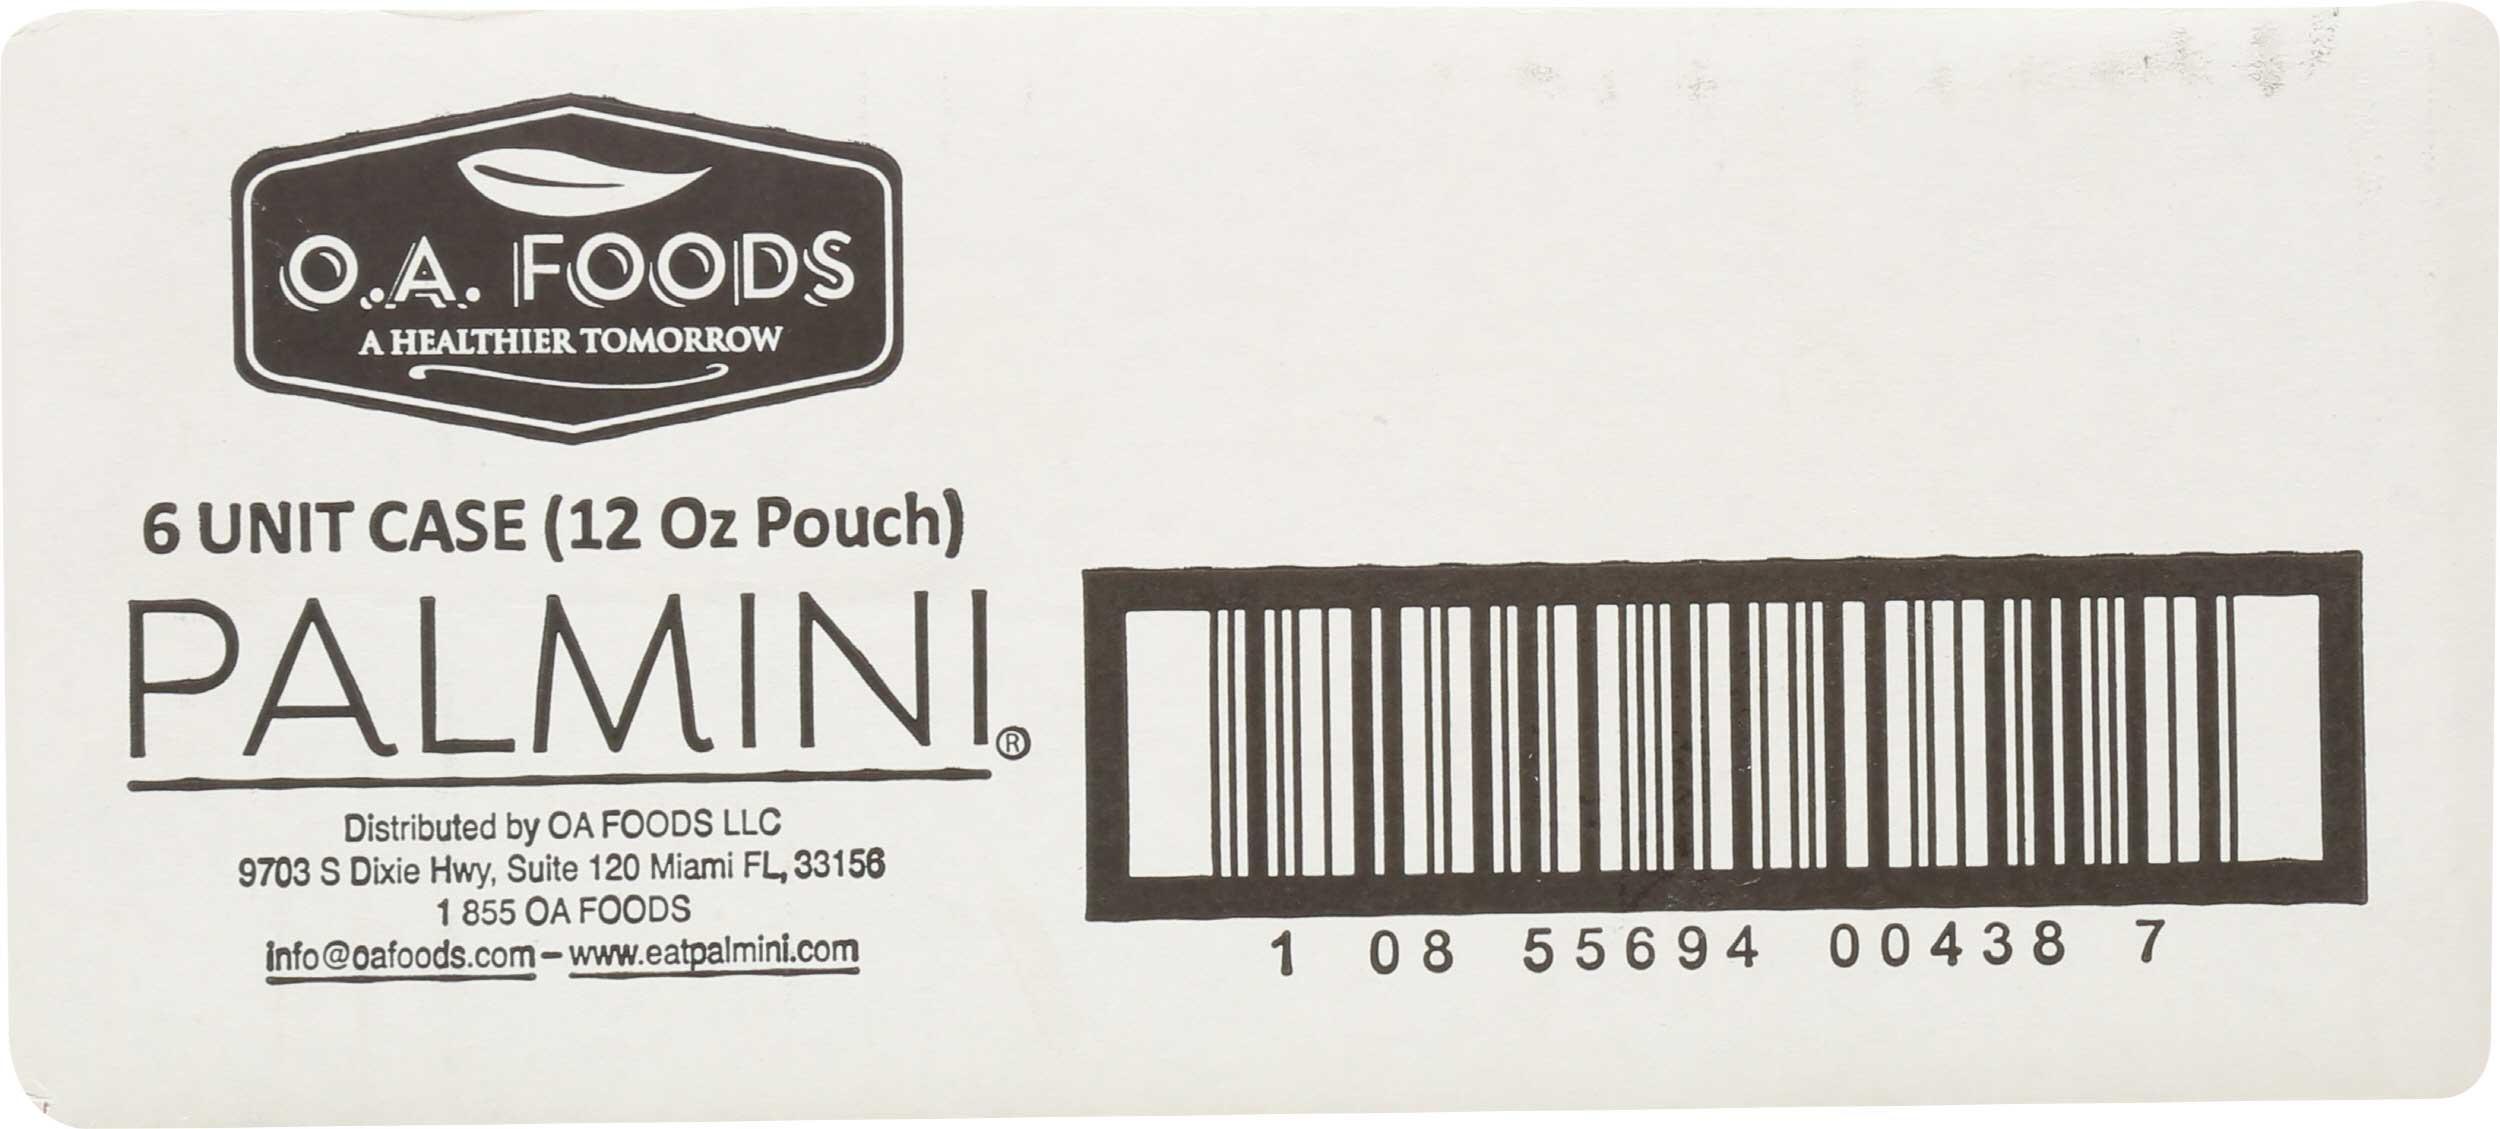 O.A. FOODS
A HEALTHIER TOMORROW
6 UNIT CASE (12 Oz Pouch)
PALMINI®
Distributed by OA FOODS LLC
9703 S Dixie Hwy, Suite 120 Miami FL, 33156
1 855 OA FOODS
info@oafoods.com – www.eatpalmini.com
1 08 55694 00438 7